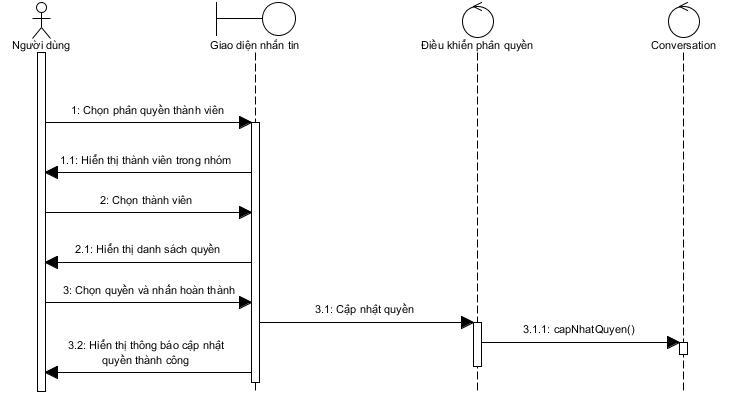 Người dùng
Giao diện nhắn tin
Điều khiển phân quyền
Conversation
1: Chọn phân quyền thành viên
1.1: Hiển thị thành viên trong nhóm
2: Chọn thành viên
2.1: Hiển thị danh sách quyền
3: Chọn quyền và nhấn hoàn thành
3.1: Cập nhật quyền
3.1.1: capNhatQuyen()
3.2: Hiển thị thông báo cập nhật
quyền thành công